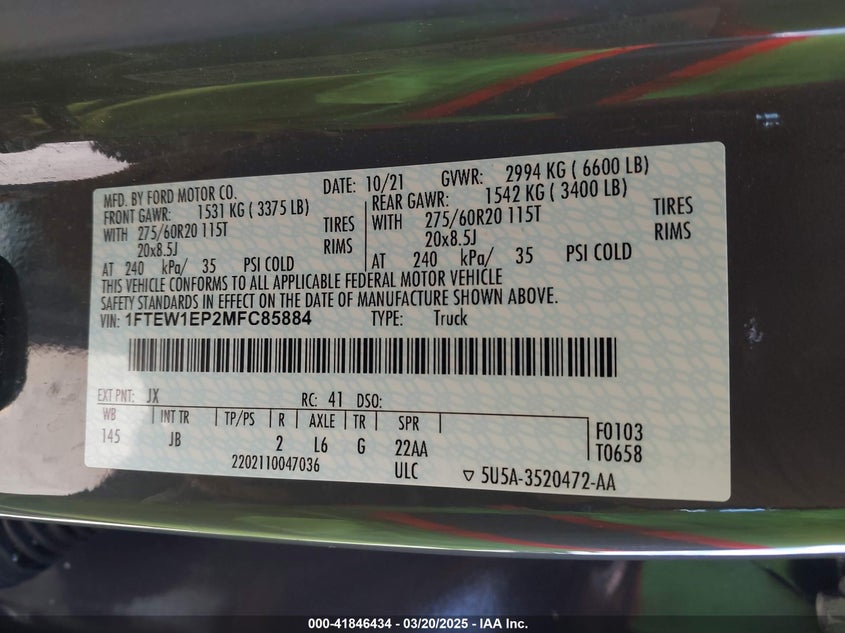 MFD. BY FORD MOTOR CO. DATE: 10/21 GVWR: 2994 KG ( 6600 LB)
FRONT GAWR: 1531 KG ( 3375 LB) REAR GAWR: 1542 KG ( 3400 LB)
WITH 275/60R20 115T TIRES WITH 275/60R20 115T TIRES
20x8.5J RIMS 20x8.5J RIMS
AT 240 kPa/ 35 PSI COLD AT 240 kPa/ 35 PSI COLD
THIS VEHICLE CONFORMS TO ALL APPLICABLE FEDERAL MOTOR VEHICLE
SAFETY STANDARDS IN EFFECT ON THE DATE OF MANUFACTURE SHOWN ABOVE.
VIN: 1FTEW1EP2MFC85884 TYPE: Truck
EXT PNT: JX RC: 41 DSO:
WB INT TR TP/PS R AXLE TR SPR
145 JB 2 L6 G 22AA F0103
T0658
2202110047036 ULC ▽ 5U5A-3520472-AA
000-41846434 - 03/20/2025 - IAA Inc.